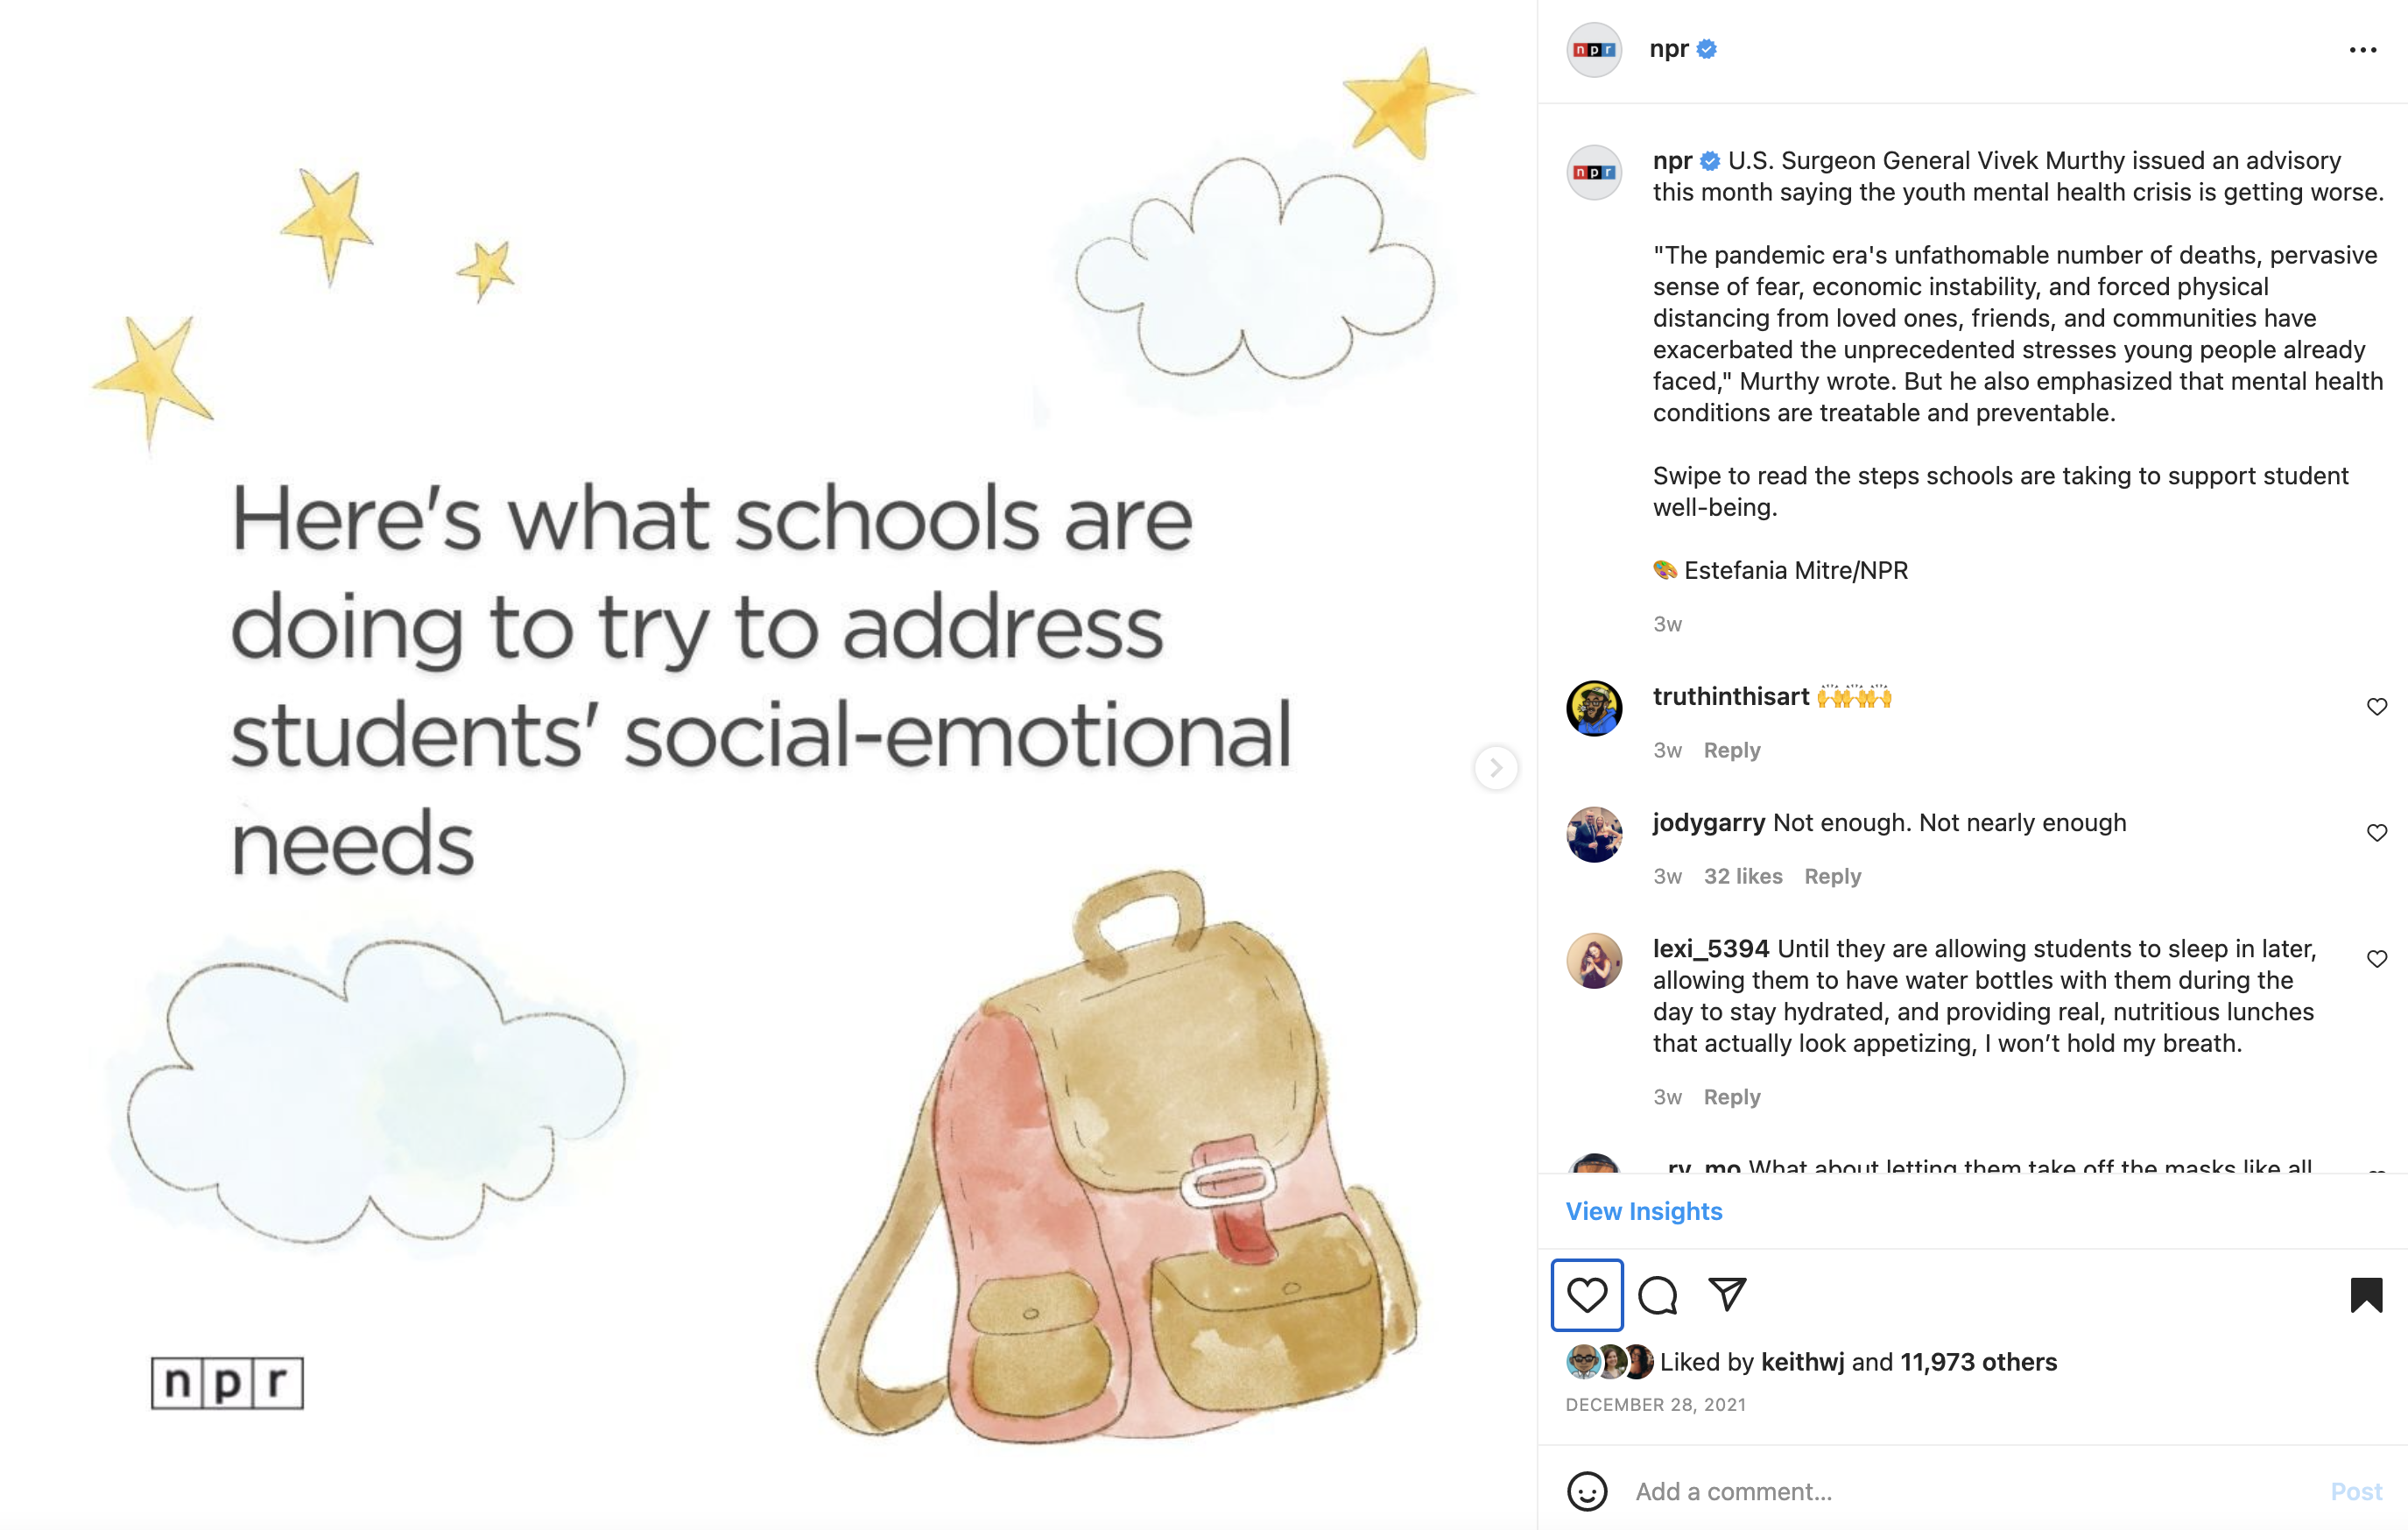 Here's what schools are
doing to try to address
students' social-emotional
needs
n p r
npr
npr
npr
npr U.S. Surgeon General Vivek Murthy issued an advisory
this month saying the youth mental health crisis is getting worse.
"The pandemic era's unfathomable number of deaths, pervasive
sense of fear, economic instability, and forced physical
distancing from loved ones, friends, and communities have
exacerbated the unprecedented stresses young people already
faced," Murthy wrote. But he also emphasized that mental health
conditions are treatable and preventable.
Swipe to read the steps schools are taking to support student
well-being.
🎨 Estefania Mitre/NPR
3w
truthinthisart 🙌🙌🙌
3w Reply
jodygarry Not enough. Not nearly enough
3w 32 likes Reply
lexi_5394 Until they are allowing students to sleep in later,
allowing them to have water bottles with them during the
day to stay hydrated, and providing real, nutritious lunches
that actually look appetizing, I won’t hold my breath.
3w Reply
_ry_mo What about letting them take off the masks like all
View Insights
Liked by keithwj and 11,973 others
DECEMBER 28, 2021
Add a comment...
Post